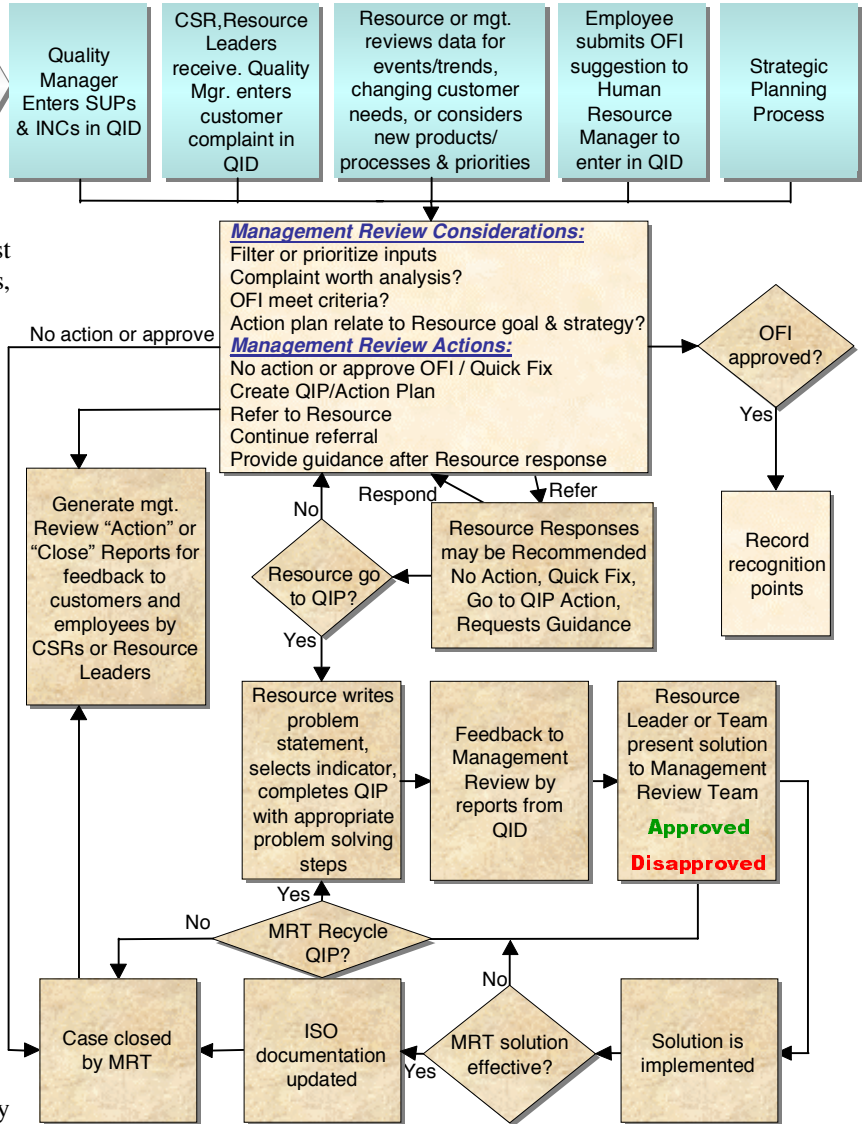 Quality
Manager
Enters SUPs
& INCs in QID
CSR,Resource
Leaders
receive. Quality
Mgr. enters
customer
complaint in
QID
Resource or mgt.
reviews data for
events/trends,
changing customer
needs, or considers
new products/
processes & priorities
Employee
submits OFI
suggestion to
Human
Resource
Manager to
enter in QID
Strategic
Planning
Process
Management Review Considerations:
Filter or prioritize inputs
Complaint worth analysis?
OFI meet criteria?
Action plan relate to Resource goal & strategy?
Management Review Actions:
No action or approve OFI / Quick Fix
Create QIP/Action Plan
Refer to Resource
Continue referral
Provide guidance after Resource response
No action or approve
OFI
approved?
Yes
Record
recognition
points
Generate mgt.
Review “Action” or
“Close” Reports for
feedback to
customers and
employees by
CSRs or Resource
Leaders
No
Respond
Refer
Resource go
to QIP?
Yes
Resource Responses
may be Recommended
No Action, Quick Fix,
Go to QIP Action,
Requests Guidance
Resource writes
problem
statement,
selects indicator,
completes QIP
with appropriate
problem solving
steps
Feedback to
Management
Review by
reports from
QID
Resource
Leader or Team
present solution
to Management
Review Team
Approved
Disapproved
Yes
No
MRT Recycle
QIP?
No
Case closed
by MRT
ISO
documentation
updated
Yes
MRT solution
effective?
Solution is
implemented